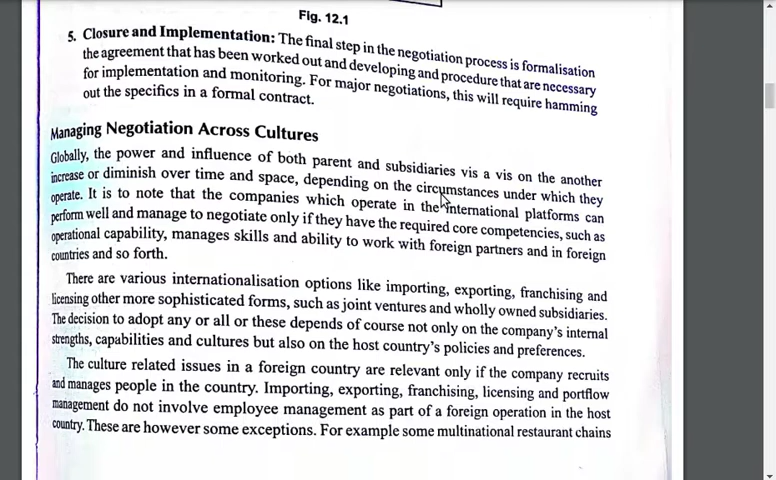 Fig. 12.1
5. Closure and Implementation: The final step in the negotiation process is formalisation
the agreement that has been worked out and developing and procedure that are necessary
for implementation and monitoring. For major negotiations, this will require hamming
out the specifics in a formal contract.
Managing Negotiation Across Cultures
Globally, the power and influence of both parent and subsidiaries vis a vis on the another
increase or diminish over time and space, depending on the circumstances under which they
operate. It is to note that the companies which operate in the international platforms can
perform well and manage to negotiate only if they have the required core competencies, such as
operational capability, manages skills and ability to work with foreign partners and in foreign
countries and so forth.
There are various internationalisation options like importing, exporting, franchising and
licensing other more sophisticated forms, such as joint ventures and wholly owned subsidiaries.
The decision to adopt any or all or these depends of course not only on the company's internal
strengths, capabilities and cultures but also on the host country's policies and preferences.
The culture related issues in a foreign country are relevant only if the company recruits
and manages people in the country. Importing, exporting, franchising, licensing and portflow
management do not involve employee management as part of a foreign operation in the host
country. These are however some exceptions. For example some multinational restaurant chains